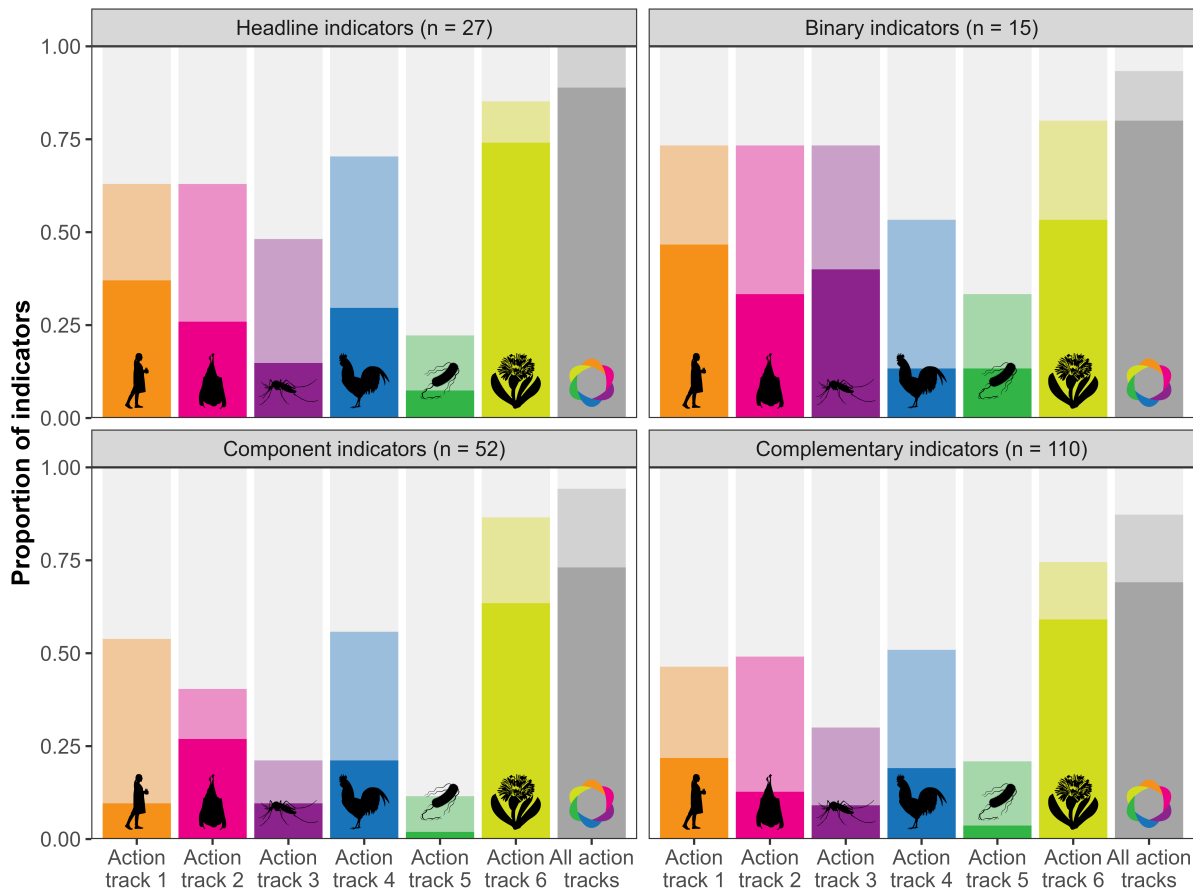 Headline indicators (n = 27)
Binary indicators (n = 15)
1.00
0.75
0.50
0.25
0.00
Proportion of indicators
Component indicators (n = 52)
Complementary indicators (n = 110)
1.00
0.75
0.50
0.25
0.00
Action Action Action Action Action Action All action
track 1 track 2 track 3 track 4 track 5 track 6 tracks
Action Action Action Action Action Action All action
track 1 track 2 track 3 track 4 track 5 track 6 tracks